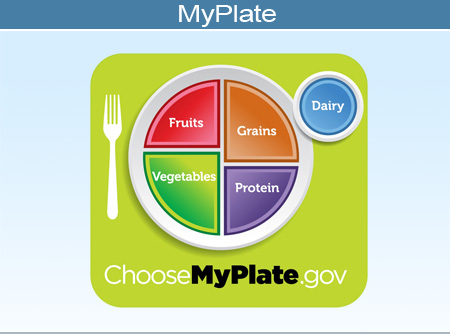 MyPlate
Dairy
Fruits
Grains
Vegetables
Protein
ChooseMyPlate.gov